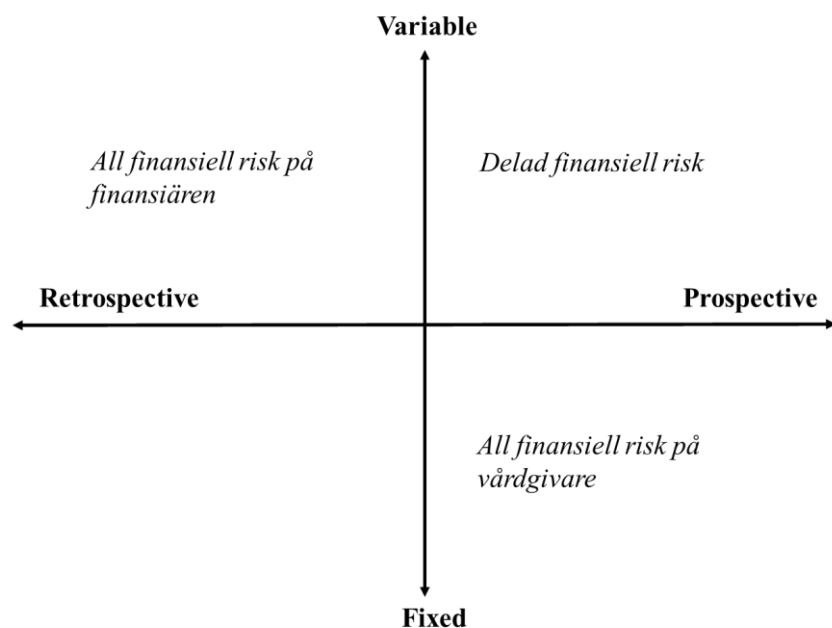 Variable
All finansiell risk på
finansiären
Delad finansiell risk
Retrospective
Prospective
All finansiell risk på
vårdgivare
Fixed